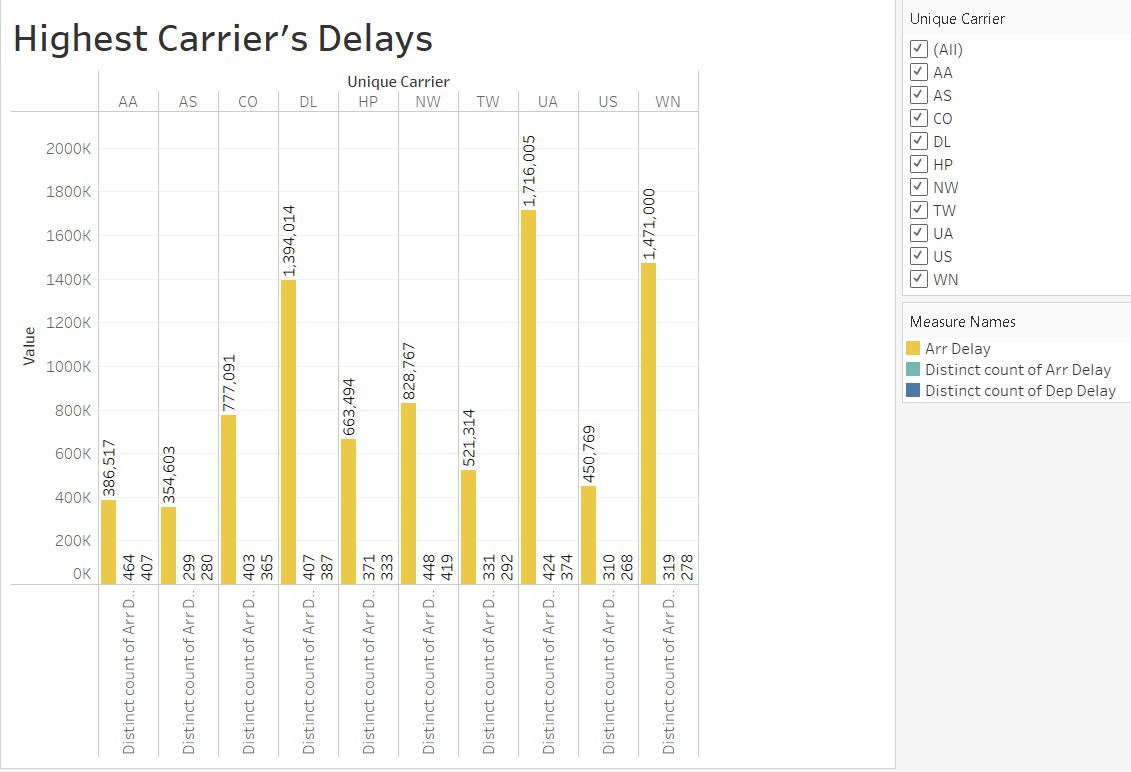 Highest Carrier's Delays
Unique Carrier
AA AS CO DL HP NW TW UA US WN
Value
2000K
1800K
1600K
1400K
1200K
1000K
800K
600K
400K
200K
0K
386,517 464 407
354,603 299 280
777,091 403 365
1,394,014 407 387
663,494 371 333
828,767 448 419
521,314 331 292
1,716,005 424 374
450,769 310 268
1,471,000 319 278
Distinct count of Arr D..
Distinct count of Arr D..
Distinct count of Arr D..
Distinct count of Arr D..
Distinct count of Arr D..
Distinct count of Arr D..
Distinct count of Arr D..
Distinct count of Arr D..
Distinct count of Arr D..
Distinct count of Arr D..
Unique Carrier
(All)
AA
AS
CO
DL
HP
NW
TW
UA
US
WN
Measure Names
Arr Delay
Distinct count of Arr Delay
Distinct count of Dep Delay